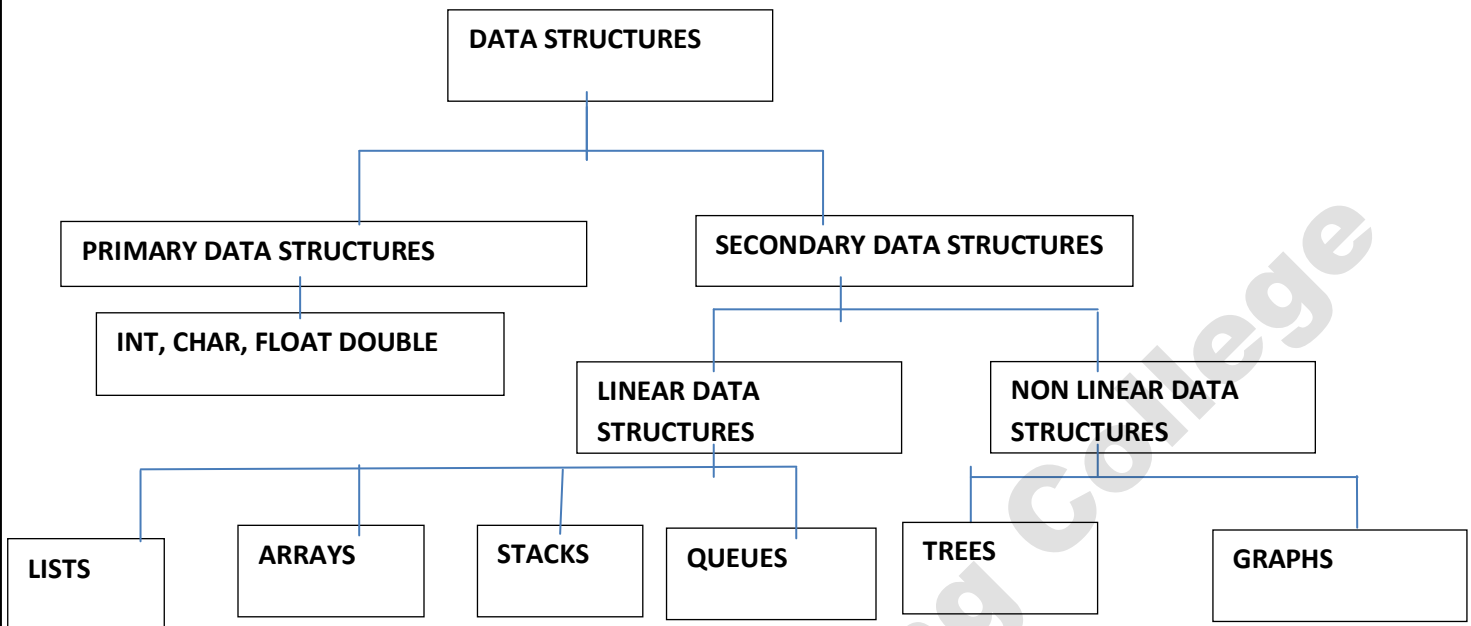 DATA STRUCTURES
PRIMARY DATA STRUCTURES
SECONDARY DATA STRUCTURES
INT, CHAR, FLOAT DOUBLE
LINEAR DATA
STRUCTURES
NON LINEAR DATA
STRUCTURES
LISTS
ARRAYS
STACKS
QUEUES
TREES
GRAPHS
College